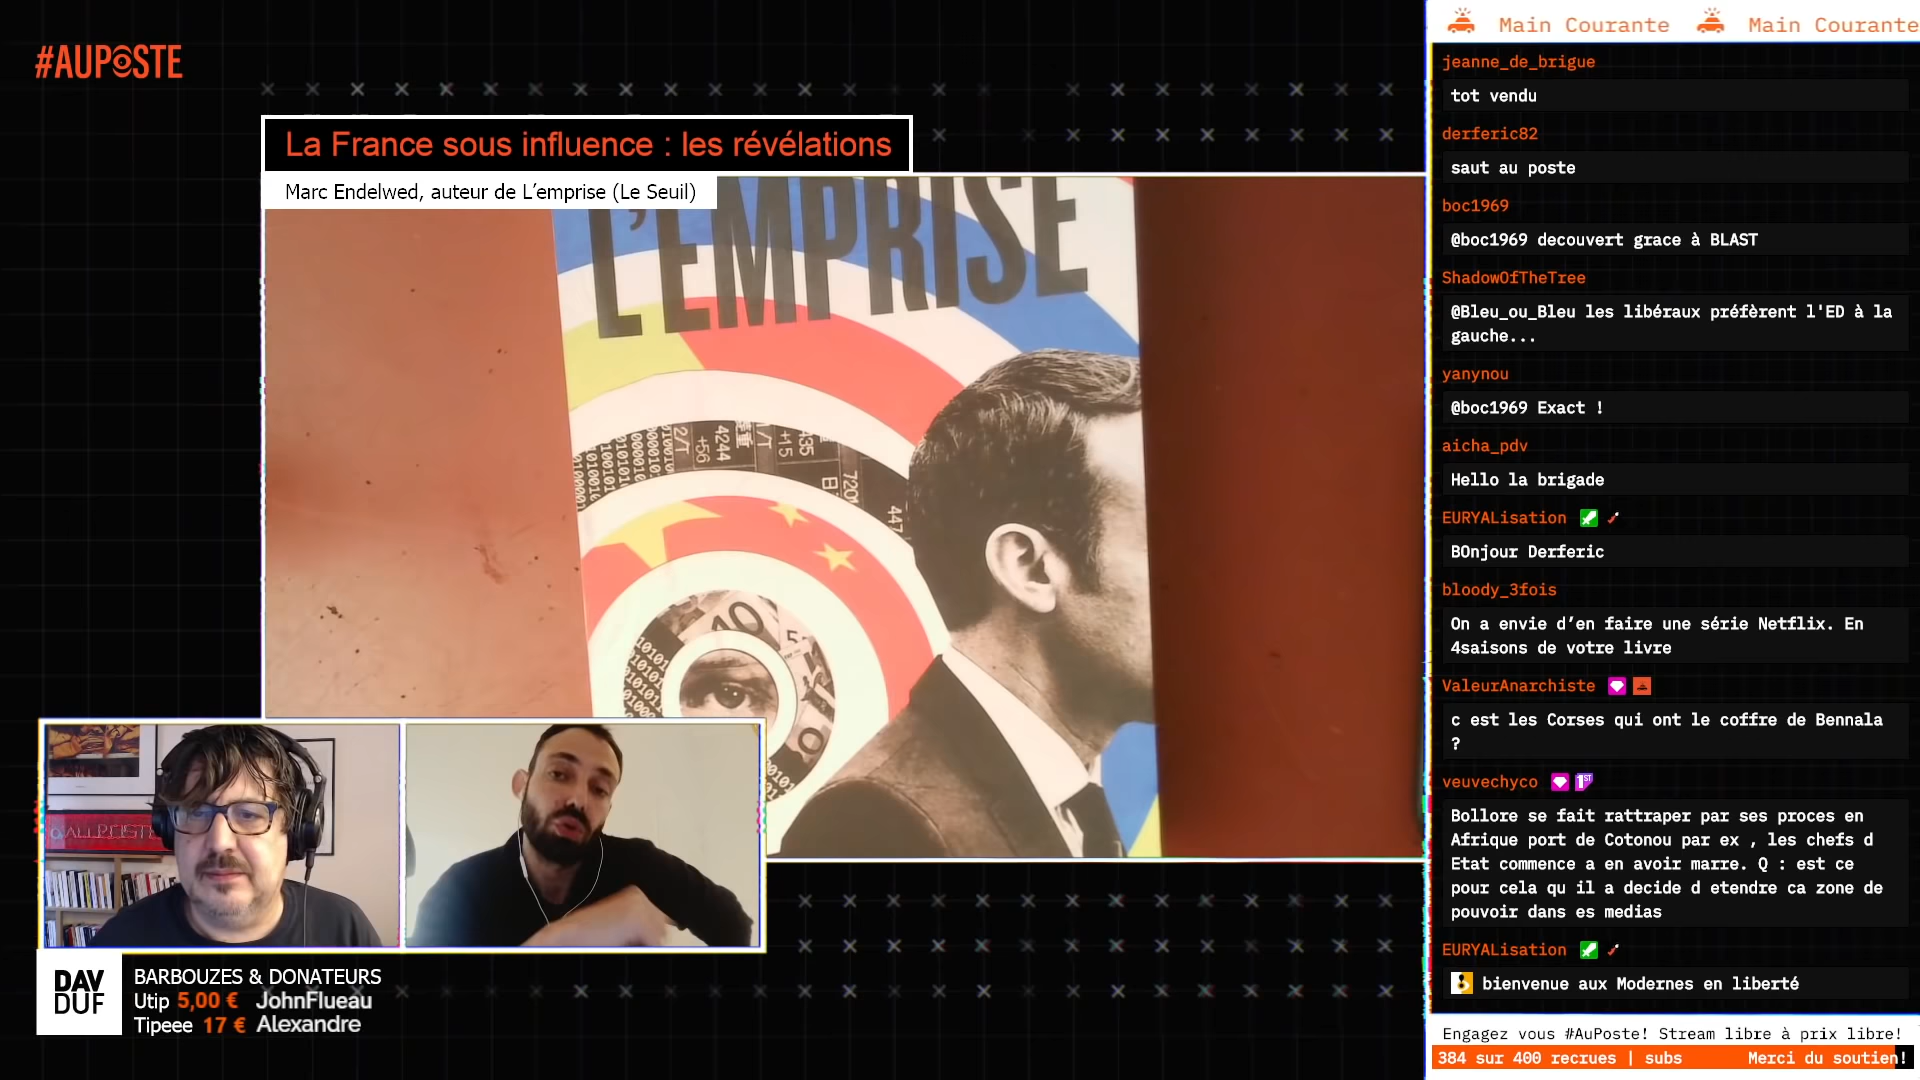 #AUPOSTE
La France sous influence : les révélations
Marc Endelwed, auteur de L’emprise (Le Seuil)
L'EMPRISE
DAV
DUF
BARBOUZES & DONATEURS
Utip 5,00 € JohnFlueau
Tipeee 17 € Alexandre
Main Courante Main Courante
jeanne_de_brigue
tot vendu
derferic82
saut au poste
boc1969
@boc1969 decouvert grace à BLAST
ShadowOfTheTree
@Bleu_ou_Bleu les libéraux préfèrent l'ED à la
gauche...
yanynou
@boc1969 Exact !
aicha_pdv
Hello la brigade
EURYALisation
BOnjour Derferic
bloody_3fois
On a envie d’en faire une série Netflix. En
4saisons de votre livre
ValeurAnarchiste
c est les Corses qui ont le coffre de Bennala
?
veuvechyco
Bollore se fait rattraper par ses proces en
Afrique port de Cotonou par ex , les chefs d
Etat commence a en avoir marre. Q : est ce
pour cela qu il a decide d etendre ca zone de
pouvoir dans es medias
EURYALisation
bienvenue aux Modernes en liberté
Engagez vous #AuPoste! Stream libre à prix libre!
384 sur 400 recrues | subs Merci du soutien!